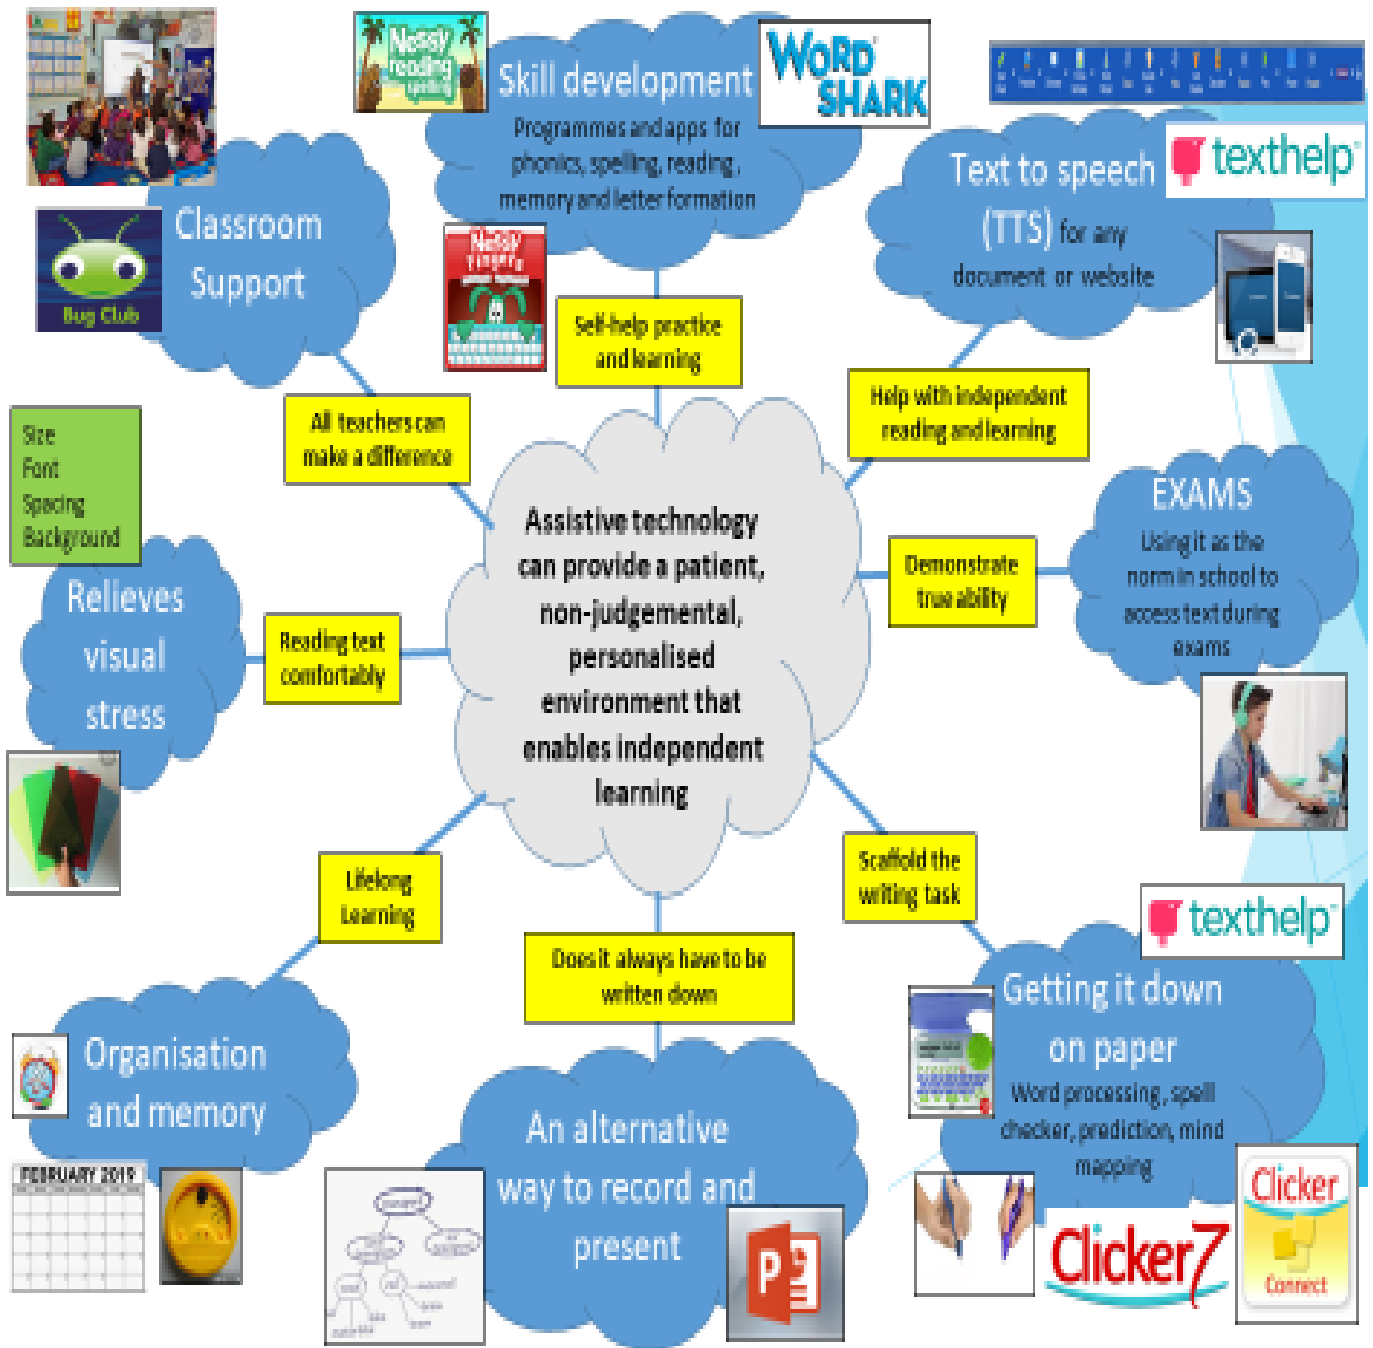 Nessy
reading
spelling
Skill development
Programmes and apps for
phonics, spelling, reading,
memory and letter formation
WORD
SHARK
Text to speech
(TTS) for any
document or website
texthelp
Classroom
Support
Bug Club
Nessy
Fingers
Self-help practice
and learning
All teachers can
make a difference
Help with independent
reading and learning
Size
Font
Spacing
Background
Relieves
visual
stress
Reading text
comfortably
Assistive technology
can provide a patient,
non-judgemental,
personalised
environment that
enables independent
learning
Demonstrate
true ability
EXAMS
Using it as the
norm in school to
access text during
exams
Lifelong
Learning
Scaffold the
writing task
Does it always have to be
written down
Organisation
and memory
FEBRUARY 2019
An alternative
way to record and
present
P
texthelp
Getting it down
on paper
Word processing, spell
checker, prediction, mind
mapping
Clicker 7
Clicker
Connect